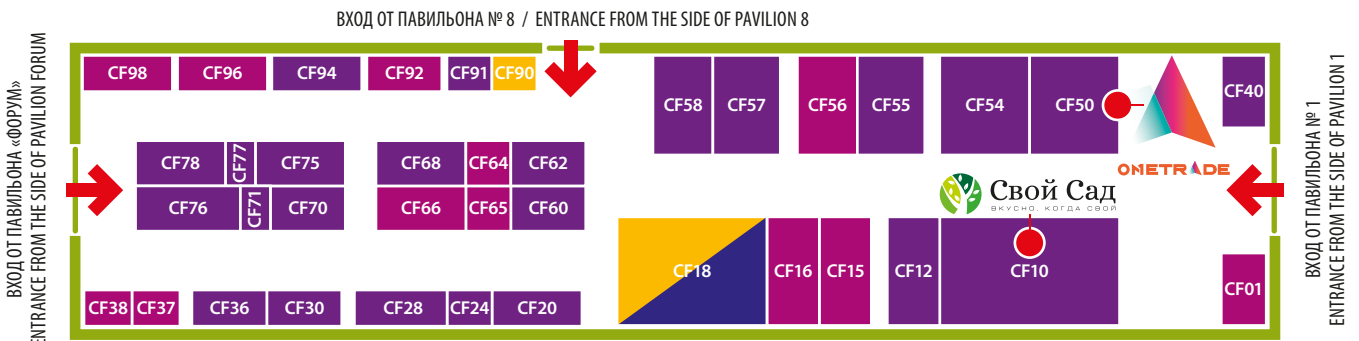 ВХОД ОТ ПАВИЛЬОНА № 8 / ENTRANCE FROM THE SIDE OF PAVILION 8
ВХОД ОТ ПАВИЛЬОНА «ФОРУМ»
ENTRANCE FROM THE SIDE OF PAVILION FORUM
CF98 CF96 CF94 CF92 CF91 CF90
CF58 CF57 CF56 CF55 CF54 CF50 CF40
CF78 CF77 CF75 CF68 CF64 CF62
ONETRADE
CF76 CF71 CF70 CF66 CF65 CF60
Свой Сад
ВКУСНО, КОГДА СВОЙ
CF18 CF16 CF15 CF12 CF10 CF01
CF38 CF37 CF36 CF30 CF28 CF24 CF20
ВХОД ОТ ПАВИЛЬОНА № 1
ENTRANCE FROM THE SIDE OF PAVILION 1